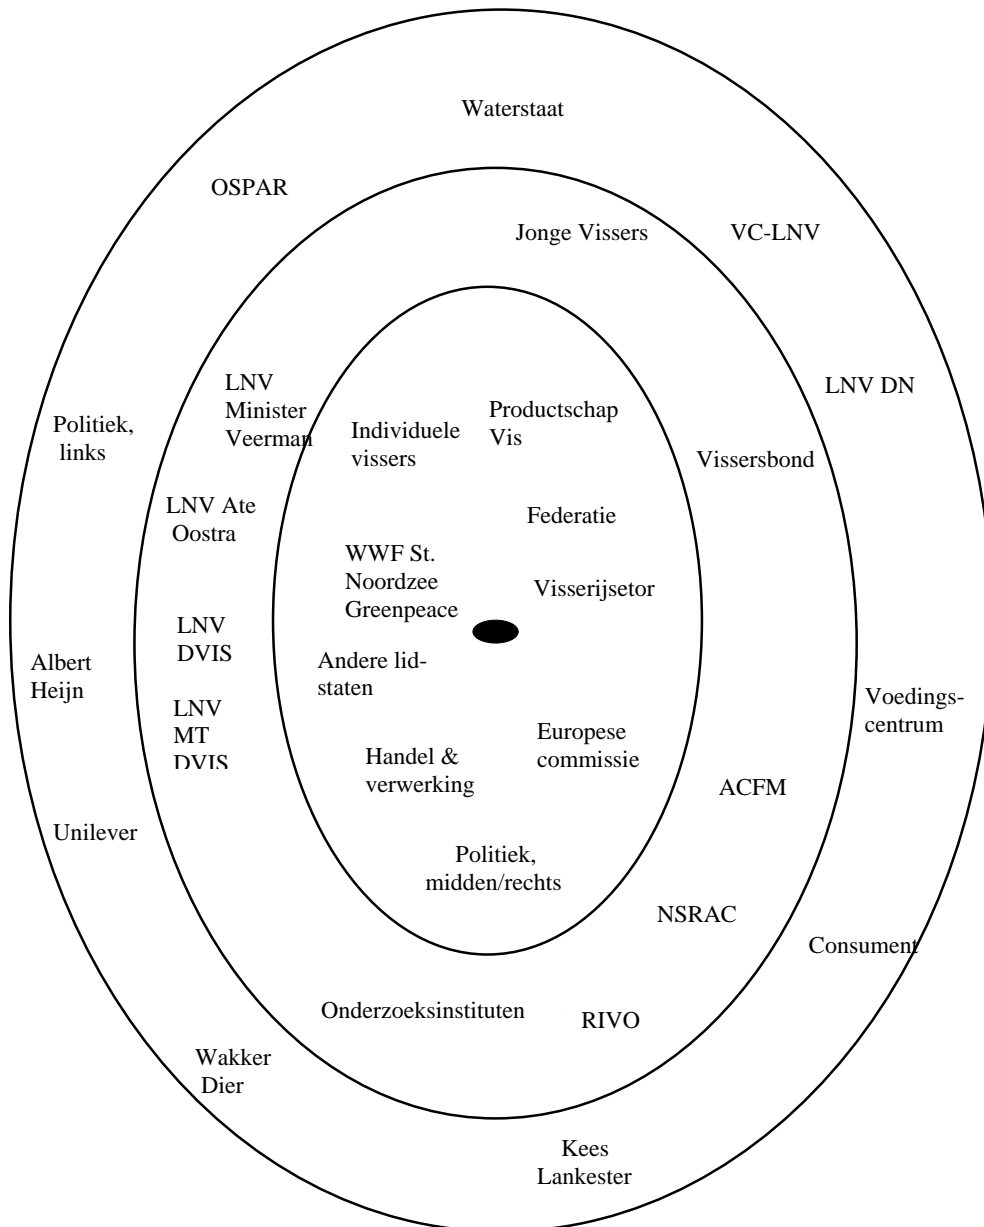 Waterstaat
OSPAR
Jonge Vissers
VC-LNV
LNV
Minister
Veerman
LNV DN
Politiek,
links
Individuele
vissers
Productschap
Vis
Vissersbond
LNV Ate
Oostra
Federatie
WWF St.
Noordzee
Greenpeace
Visserijsetor
LNV
DVIS
Albert
Heijn
Andere lid-
staten
LNV
MT
DVIS
Voedings-
centrum
Europese
commissie
Handel &
verwerking
ACFM
Unilever
Politiek,
midden/rechts
NSRAC
Consument
Onderzoeksinstituten
RIVO
Wakker
Dier
Kees
Lankester